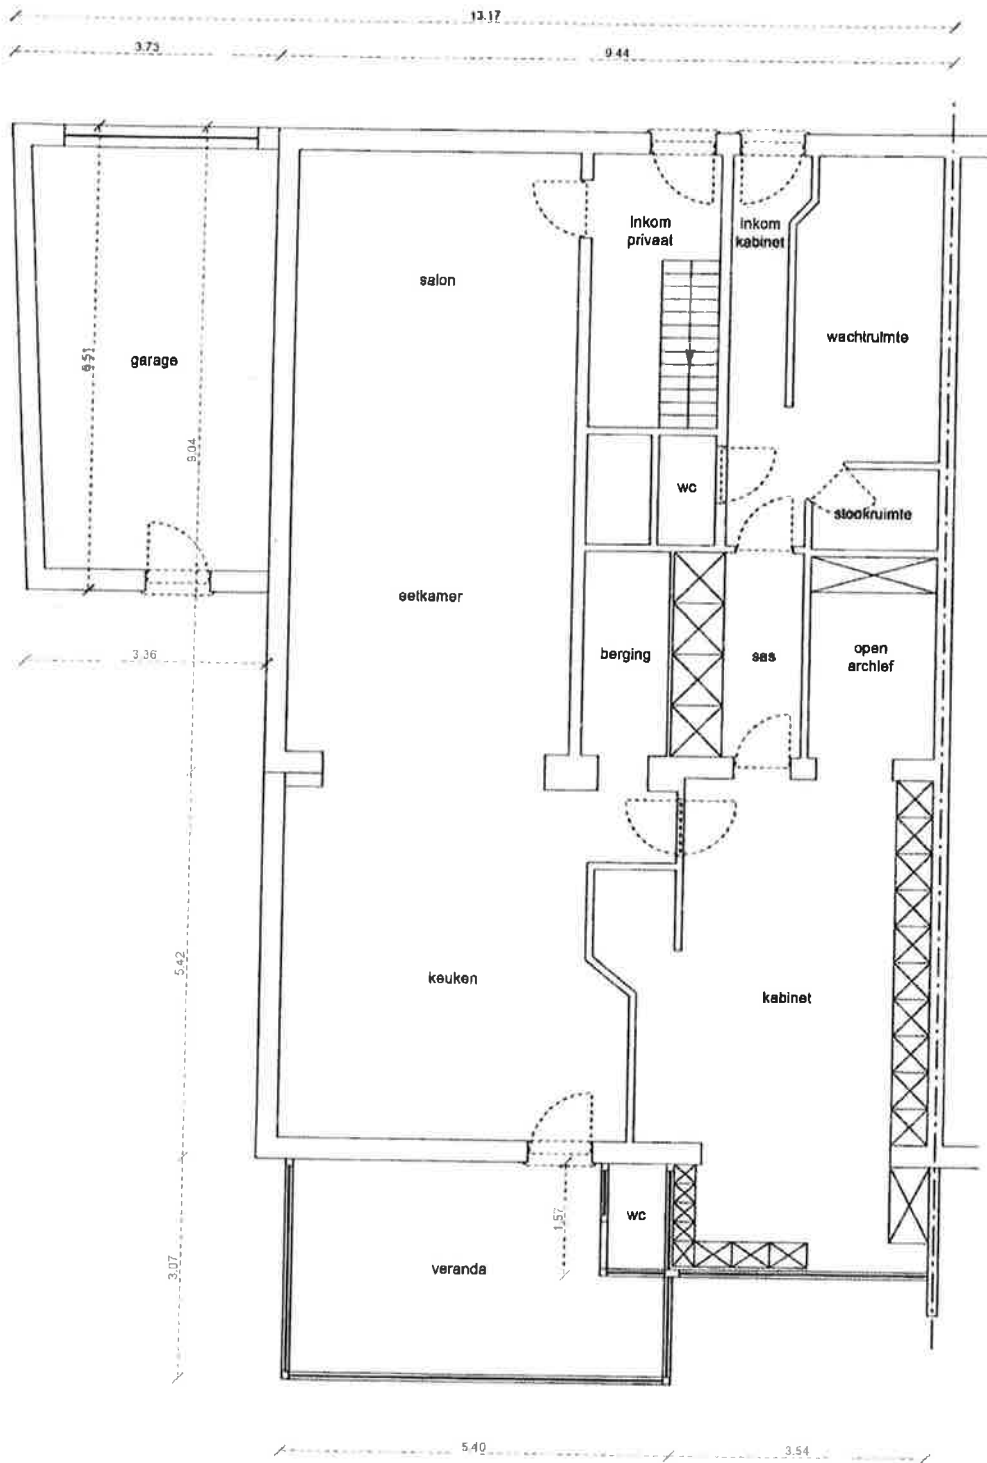 13.17
3.73
9.44
inkom
privaat
inkom
kabinet
salon
wachtruimte
garage
6.51
9.04
wc
stookruimte
eetkamer
berging
sas
open
archief
3.36
5.42
keuken
kabinet
1.57
wc
veranda
3.07
5.40
3.54